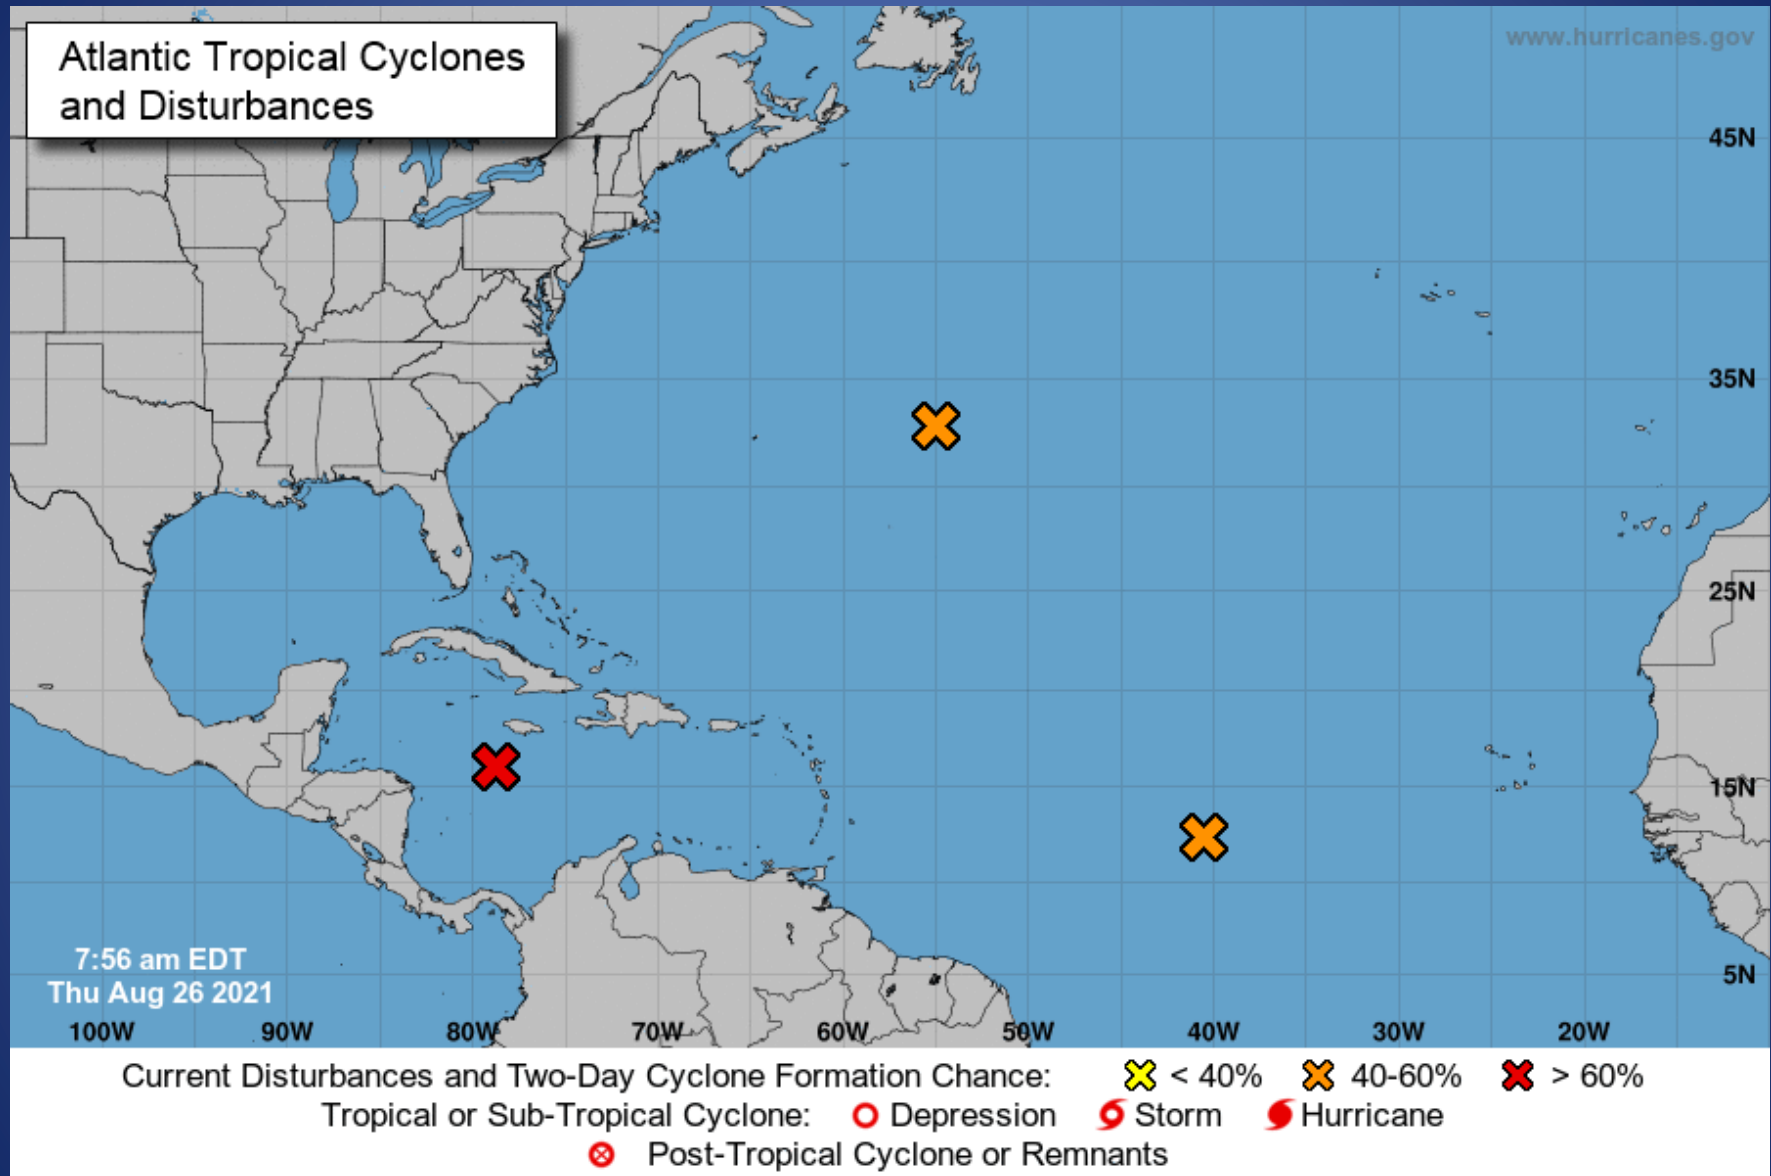 Atlantic Tropical Cyclones
and Disturbances
www.hurricanes.gov
45N
35N
25N
15N
5N
7:56 am EDT
Thu Aug 26 2021
100W 90W 80W 70W 60W 50W 40W 30W 20W
Current Disturbances and Two-Day Cyclone Formation Chance: < 40% 40-60% > 60%
Tropical or Sub-Tropical Cyclone: Depression Storm Hurricane
Post-Tropical Cyclone or Remnants